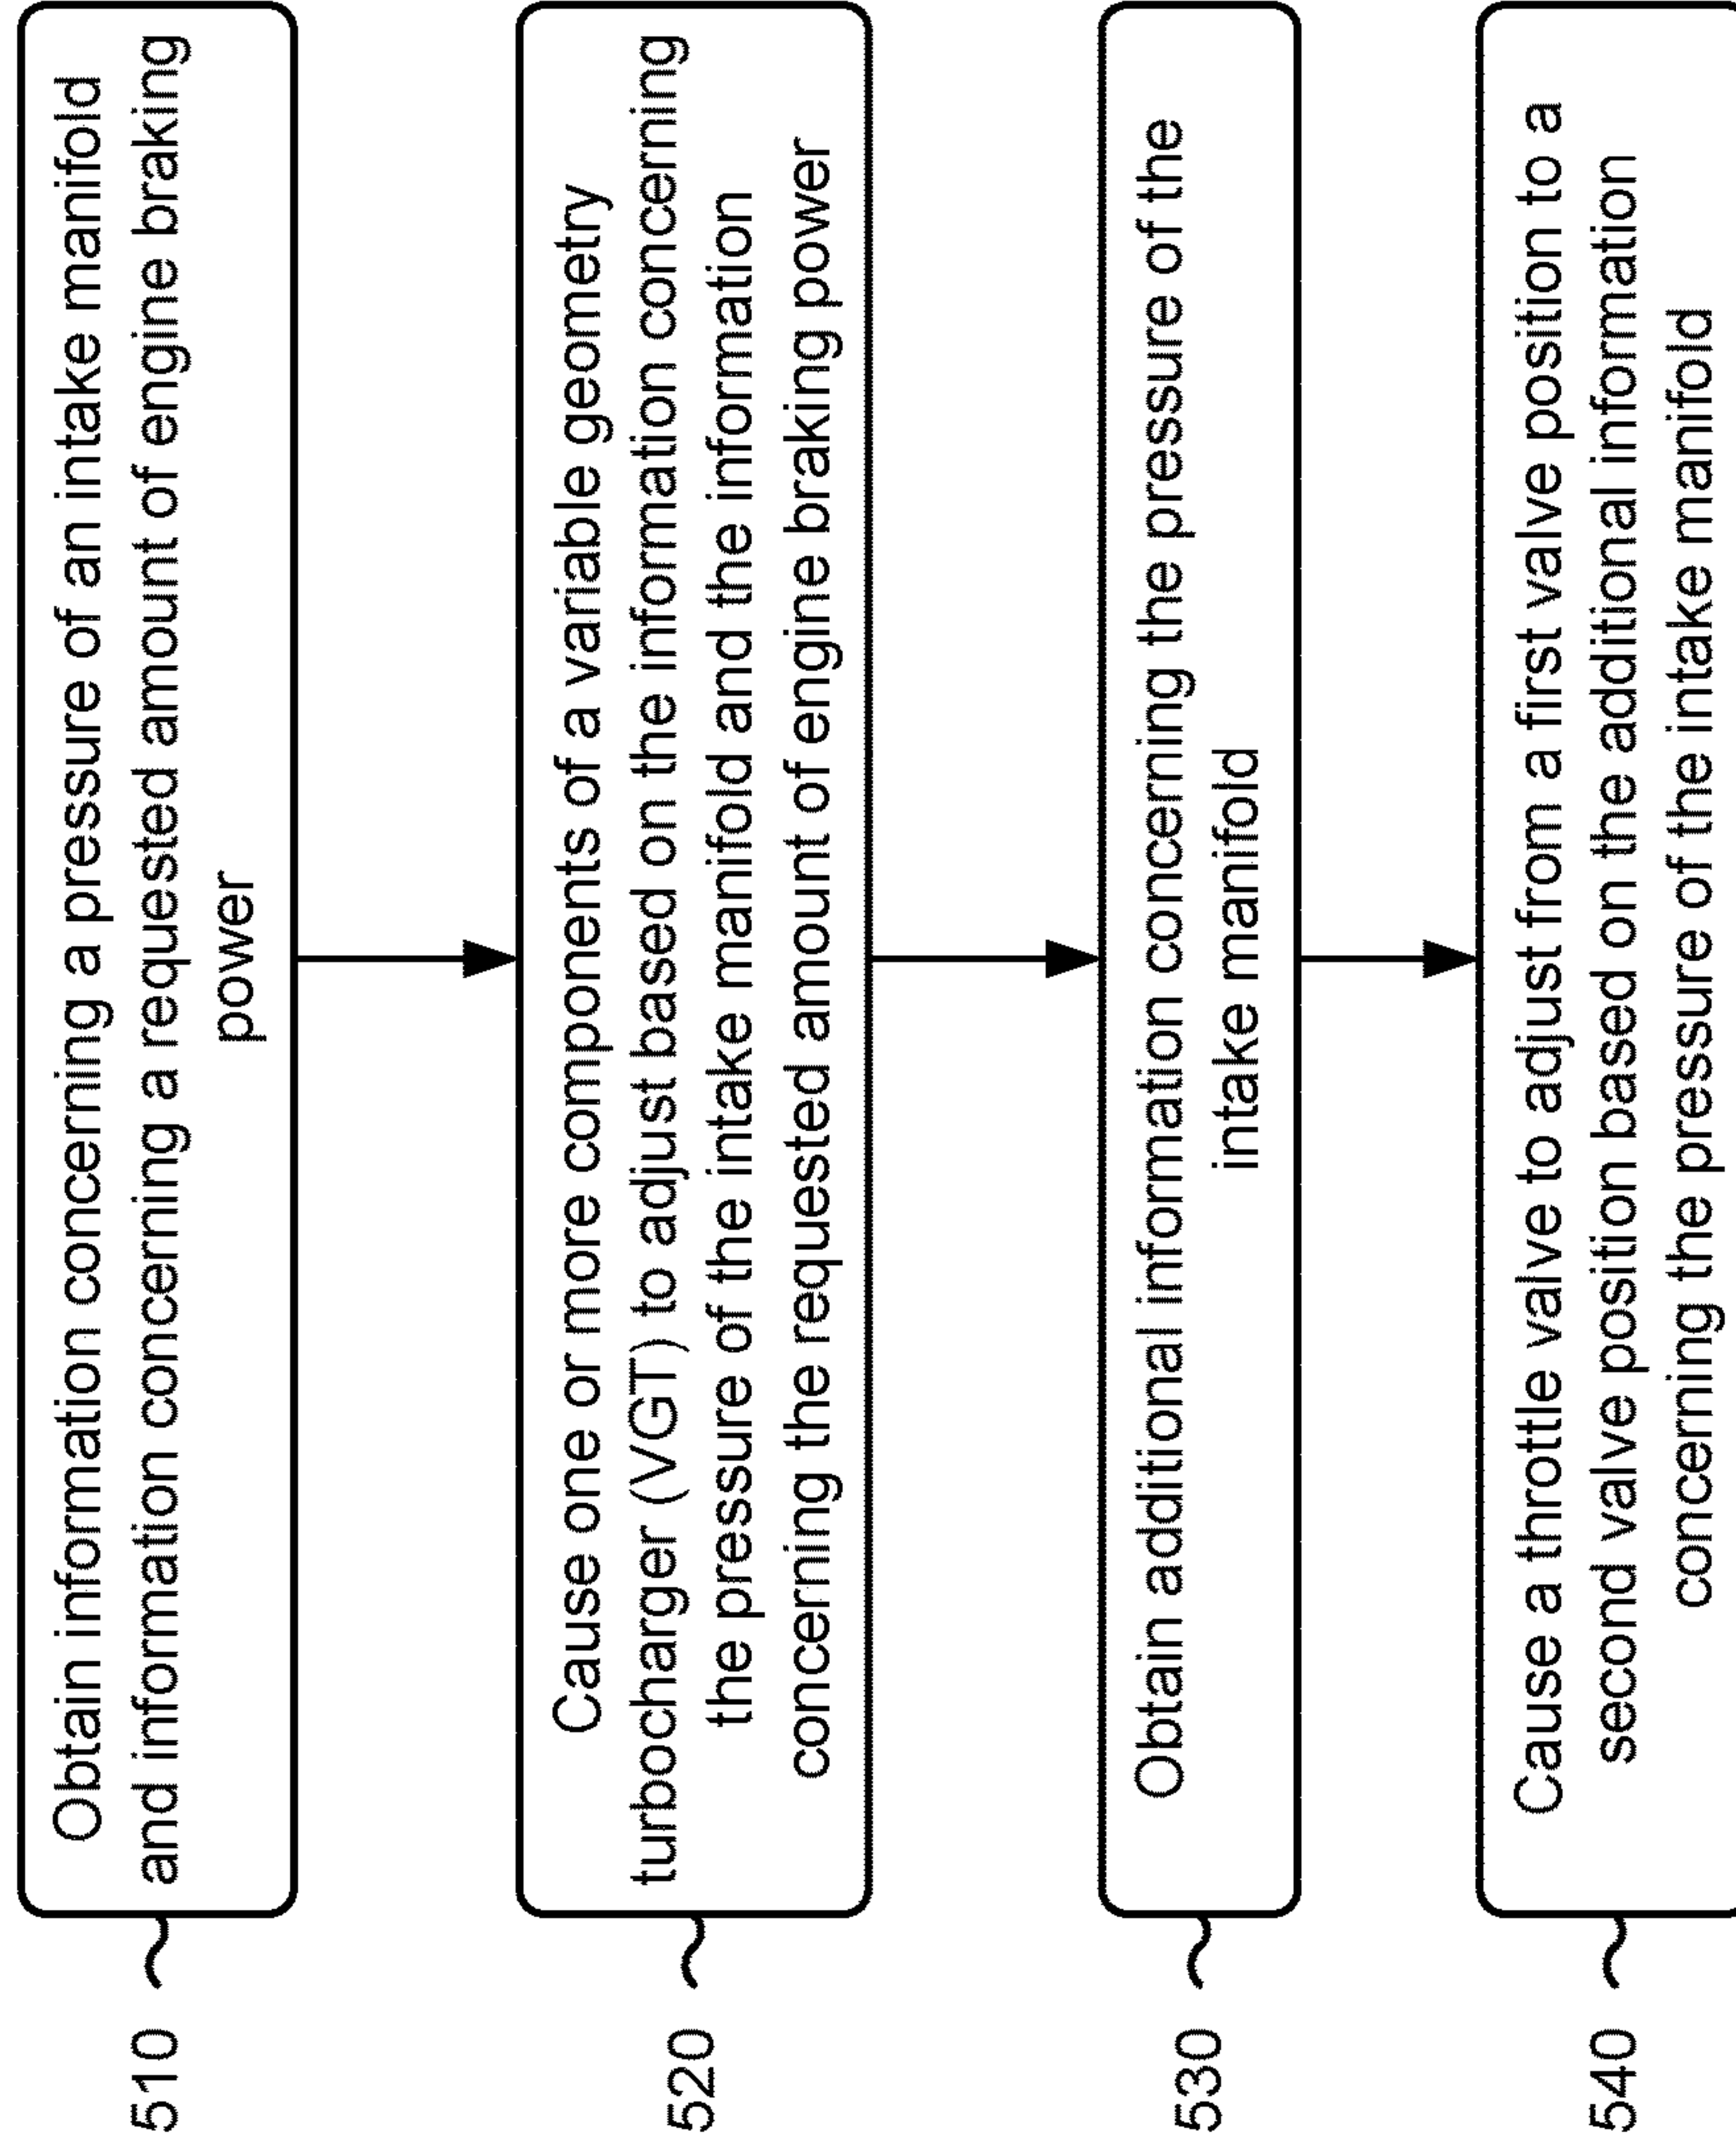 510
Obtain information concerning a pressure of an intake manifold
and information concerning a requested amount of engine braking
power
520
Cause one or more components of a variable geometry
turbocharger (VGT) to adjust based on the information concerning
the pressure of the intake manifold and the information
concerning the requested amount of engine braking power
530
Obtain additional information concerning the pressure of the
intake manifold
540
Cause a throttle valve to adjust from a first valve position to a
second valve position based on the additional information
concerning the pressure of the intake manifold